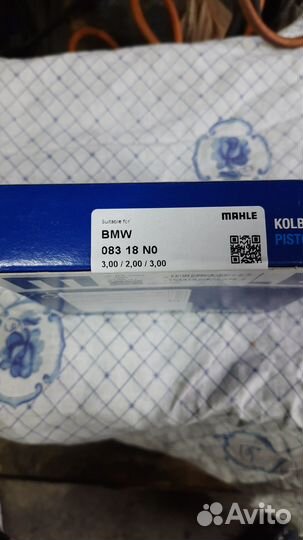 Suitable for
MAHLE
BMW
083 18 N0
3,00 / 2,00 / 3,00
KOLB
PISTO
Avito